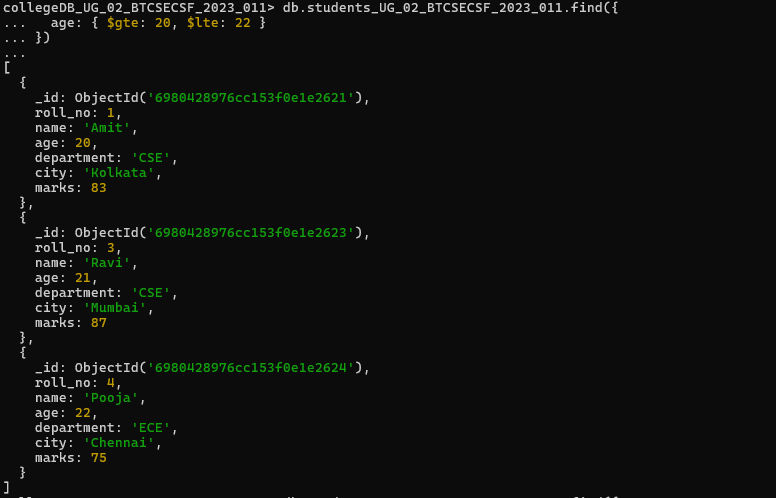 collegeDB_UG_02_BTCSECSF_2023_011> db.students_UG_02_BTCSECSF_2023_011.find({
...   age: { $gte: 20, $lte: 22 }
... })
...
[
  {
    _id: ObjectId('6980428976cc153f0e1e2621'),
    roll_no: 1,
    name: 'Amit',
    age: 20,
    department: 'CSE',
    city: 'Kolkata',
    marks: 83
  },
  {
    _id: ObjectId('6980428976cc153f0e1e2623'),
    roll_no: 3,
    name: 'Ravi',
    age: 21,
    department: 'CSE',
    city: 'Mumbai',
    marks: 87
  },
  {
    _id: ObjectId('6980428976cc153f0e1e2624'),
    roll_no: 4,
    name: 'Pooja',
    age: 22,
    department: 'ECE',
    city: 'Chennai',
    marks: 75
  }
]